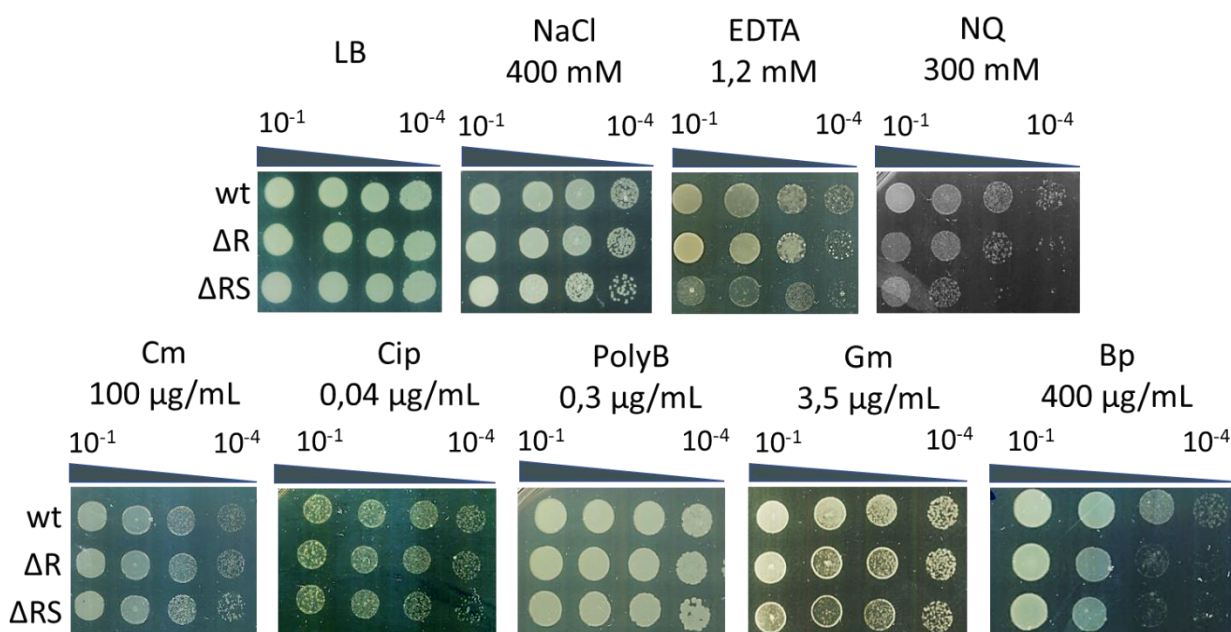 LB
NaCl
400 mM
EDTA
1,2 mM
NQ
300 mM
10⁻¹ 10⁻⁴ 10⁻¹ 10⁻⁴ 10⁻¹ 10⁻⁴ 10⁻¹ 10⁻⁴
wt
ΔR
ΔRS
Cm
100 µg/mL
Cip
0,04 µg/mL
PolyB
0,3 µg/mL
Gm
3,5 µg/mL
Bp
400 µg/mL
10⁻¹ 10⁻⁴ 10⁻¹ 10⁻⁴ 10⁻¹ 10⁻⁴ 10⁻¹ 10⁻⁴ 10⁻¹ 10⁻⁴
wt
ΔR
ΔRS